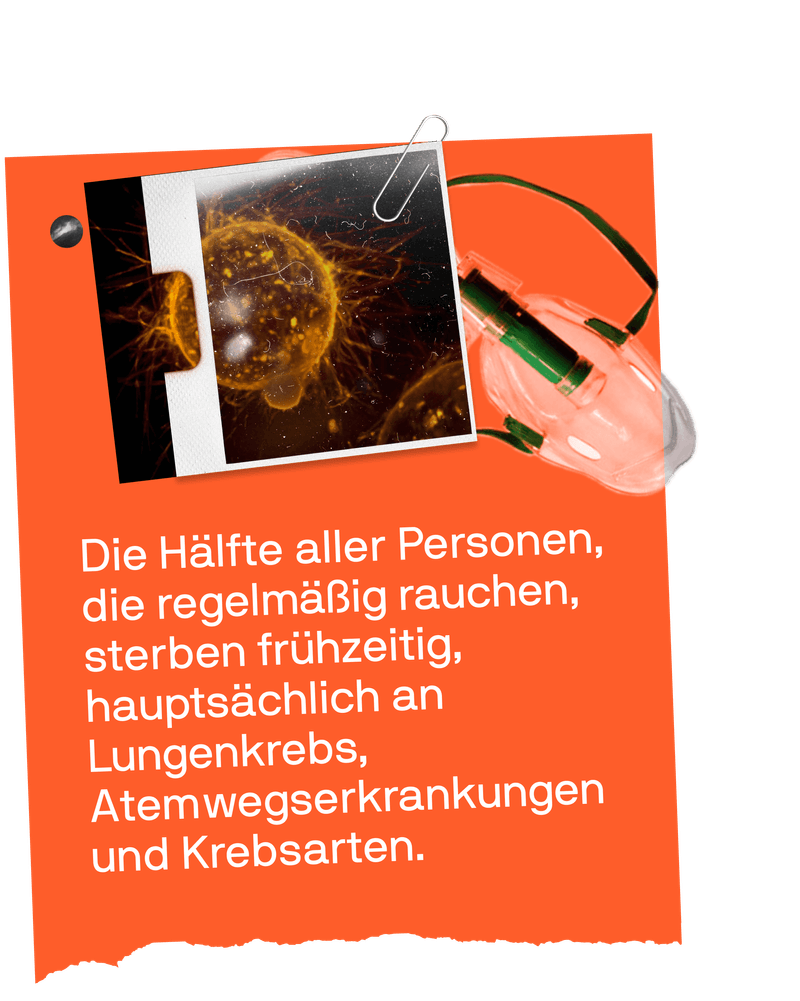 Die Hälfte aller Personen,
die regelmäßig rauchen,
sterben frühzeitig,
hauptsächlich an
Lungenkrebs,
Atemwegserkrankungen
und Krebsarten.